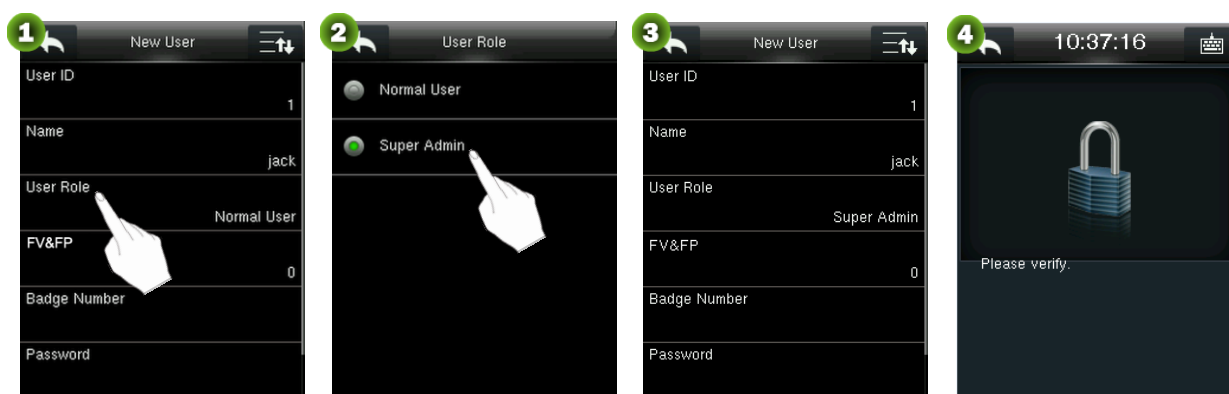 1
New User
User ID
1
Name
jack
User Role
Normal User
FV&FP
0
Badge Number
Password
2
User Role
Normal User
Super Admin
3
New User
User ID
1
Name
jack
User Role
Super Admin
FV&FP
0
Badge Number
Password
4
10:37:16
Please verify.